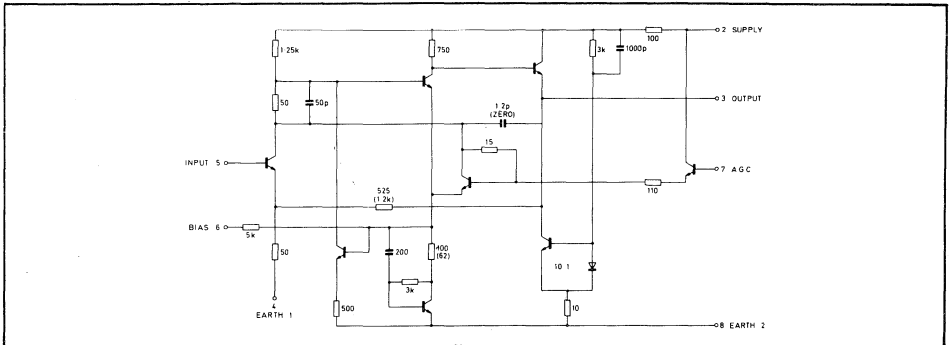 2 SUPPLY
100
1 25k
750
3k
1000p
50
50p
3 OUTPUT
1 2p
(ZERO)
15
INPUT 5
7 AGC
110
525
(1 2k)
BIAS 6
5k
50
200
400
(62)
10 1
3k
4
EARTH 1
500
10
8 EARTH 2